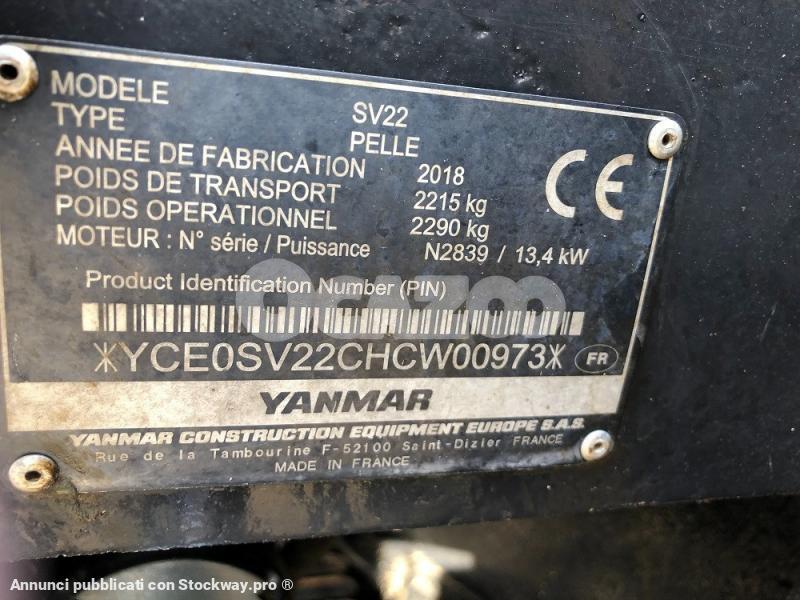 MODELE SV22
TYPE PELLE
ANNEE DE FABRICATION 2018
POIDS DE TRANSPORT 2215 kg
POIDS OPERATIONNEL 2290 kg
MOTEUR : N° série / Puissance N2839 / 13,4 kW
CE
Product Identification Number (PIN)
Ocazoo
*YCE0SV22CHCW00973* FR
YANMAR
YANMAR CONSTRUCTION EQUIPMENT EUROPE S.A.S.
Rue de la Tambourine F-52100 Saint-Dizier FRANCE
MADE IN FRANCE
Annunci pubblicati con Stockway.pro ®